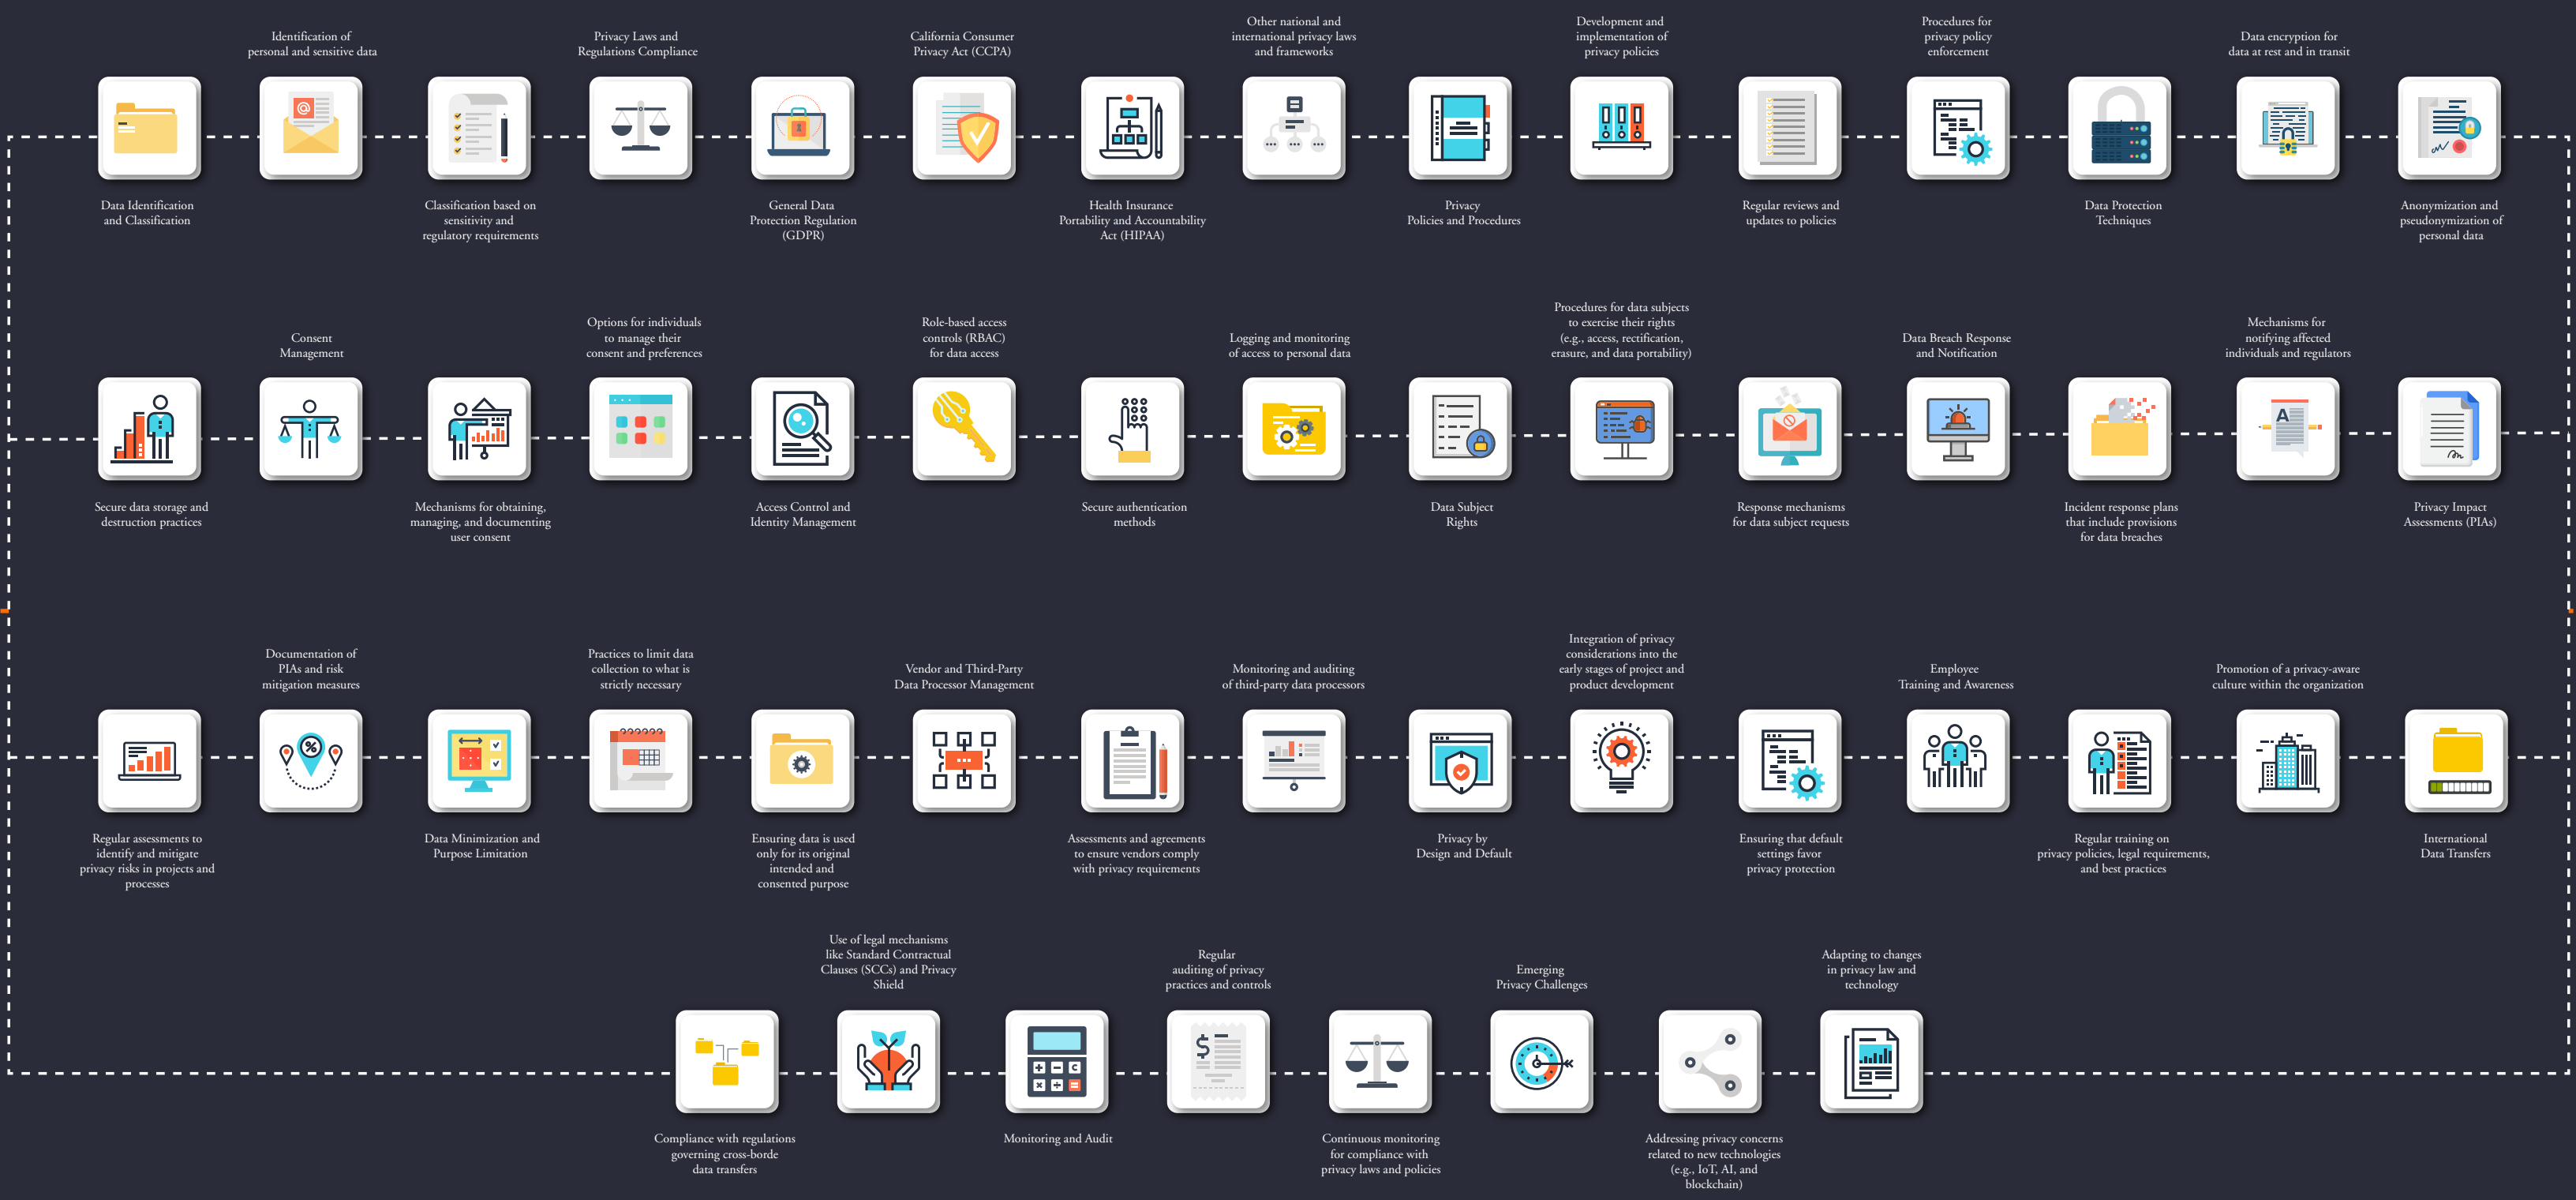 Data Identification
and Classification
Identification of
personal and sensitive data
Classification based on
sensitivity and
regulatory requirements
Privacy Laws and
Regulations Compliance
General Data
Protection Regulation
(GDPR)
California Consumer
Privacy Act (CCPA)
Health Insurance
Portability and Accountability
Act (HIPAA)
Other national and
international privacy laws
and frameworks
Privacy
Policies and Procedures
Development and
implementation of
privacy policies
Regular reviews and
updates to policies
Procedures for
privacy policy
enforcement
Data Protection
Techniques
Data encryption for
data at rest and in transit
Anonymization and
pseudonymization of
personal data
Secure data storage and
destruction practices
Consent
Management
Mechanisms for obtaining,
managing, and documenting
user consent
Options for individuals
to manage their
consent and preferences
Access Control and
Identity Management
Role-based access
controls (RBAC)
for data access
Secure authentication
methods
Logging and monitoring
of access to personal data
Data Subject
Rights
Procedures for data subjects
to exercise their rights
(e.g., access, rectification,
erasure, and data portability)
Response mechanisms
for data subject requests
Data Breach Response
and Notification
Incident response plans
that include provisions
for data breaches
Mechanisms for
notifying affected
individuals and regulators
A
Privacy Impact
Assessments (PIAs)
Regular assessments to
identify and mitigate
privacy risks in projects and
processes
Documentation of
PIAs and risk
mitigation measures
%
Data Minimization and
Purpose Limitation
Practices to limit data
collection to what is
strictly necessary
Ensuring data is used
only for its original
intended and
consented purpose
Vendor and Third-Party
Data Processor Management
Assessments and agreements
to ensure vendors comply
with privacy requirements
Monitoring and auditing
of third-party data processors
Privacy by
Design and Default
Integration of privacy
considerations into the
early stages of project and
product development
Ensuring that default
settings favor
privacy protection
Employee
Training and Awareness
Regular training on
privacy policies, legal requirements,
and best practices
Promotion of a privacy-aware
culture within the organization
International
Data Transfers
Compliance with regulations
governing cross-borde
data transfers
Use of legal mechanisms
like Standard Contractual
Clauses (SCCs) and Privacy
Shield
Monitoring and Audit
Regular
auditing of privacy
practices and controls
$
Continuous monitoring
for compliance with
privacy laws and policies
Emerging
Privacy Challenges
Addressing privacy concerns
related to new technologies
(e.g., IoT, AI, and
blockchain)
Adapting to changes
in privacy law and
technology